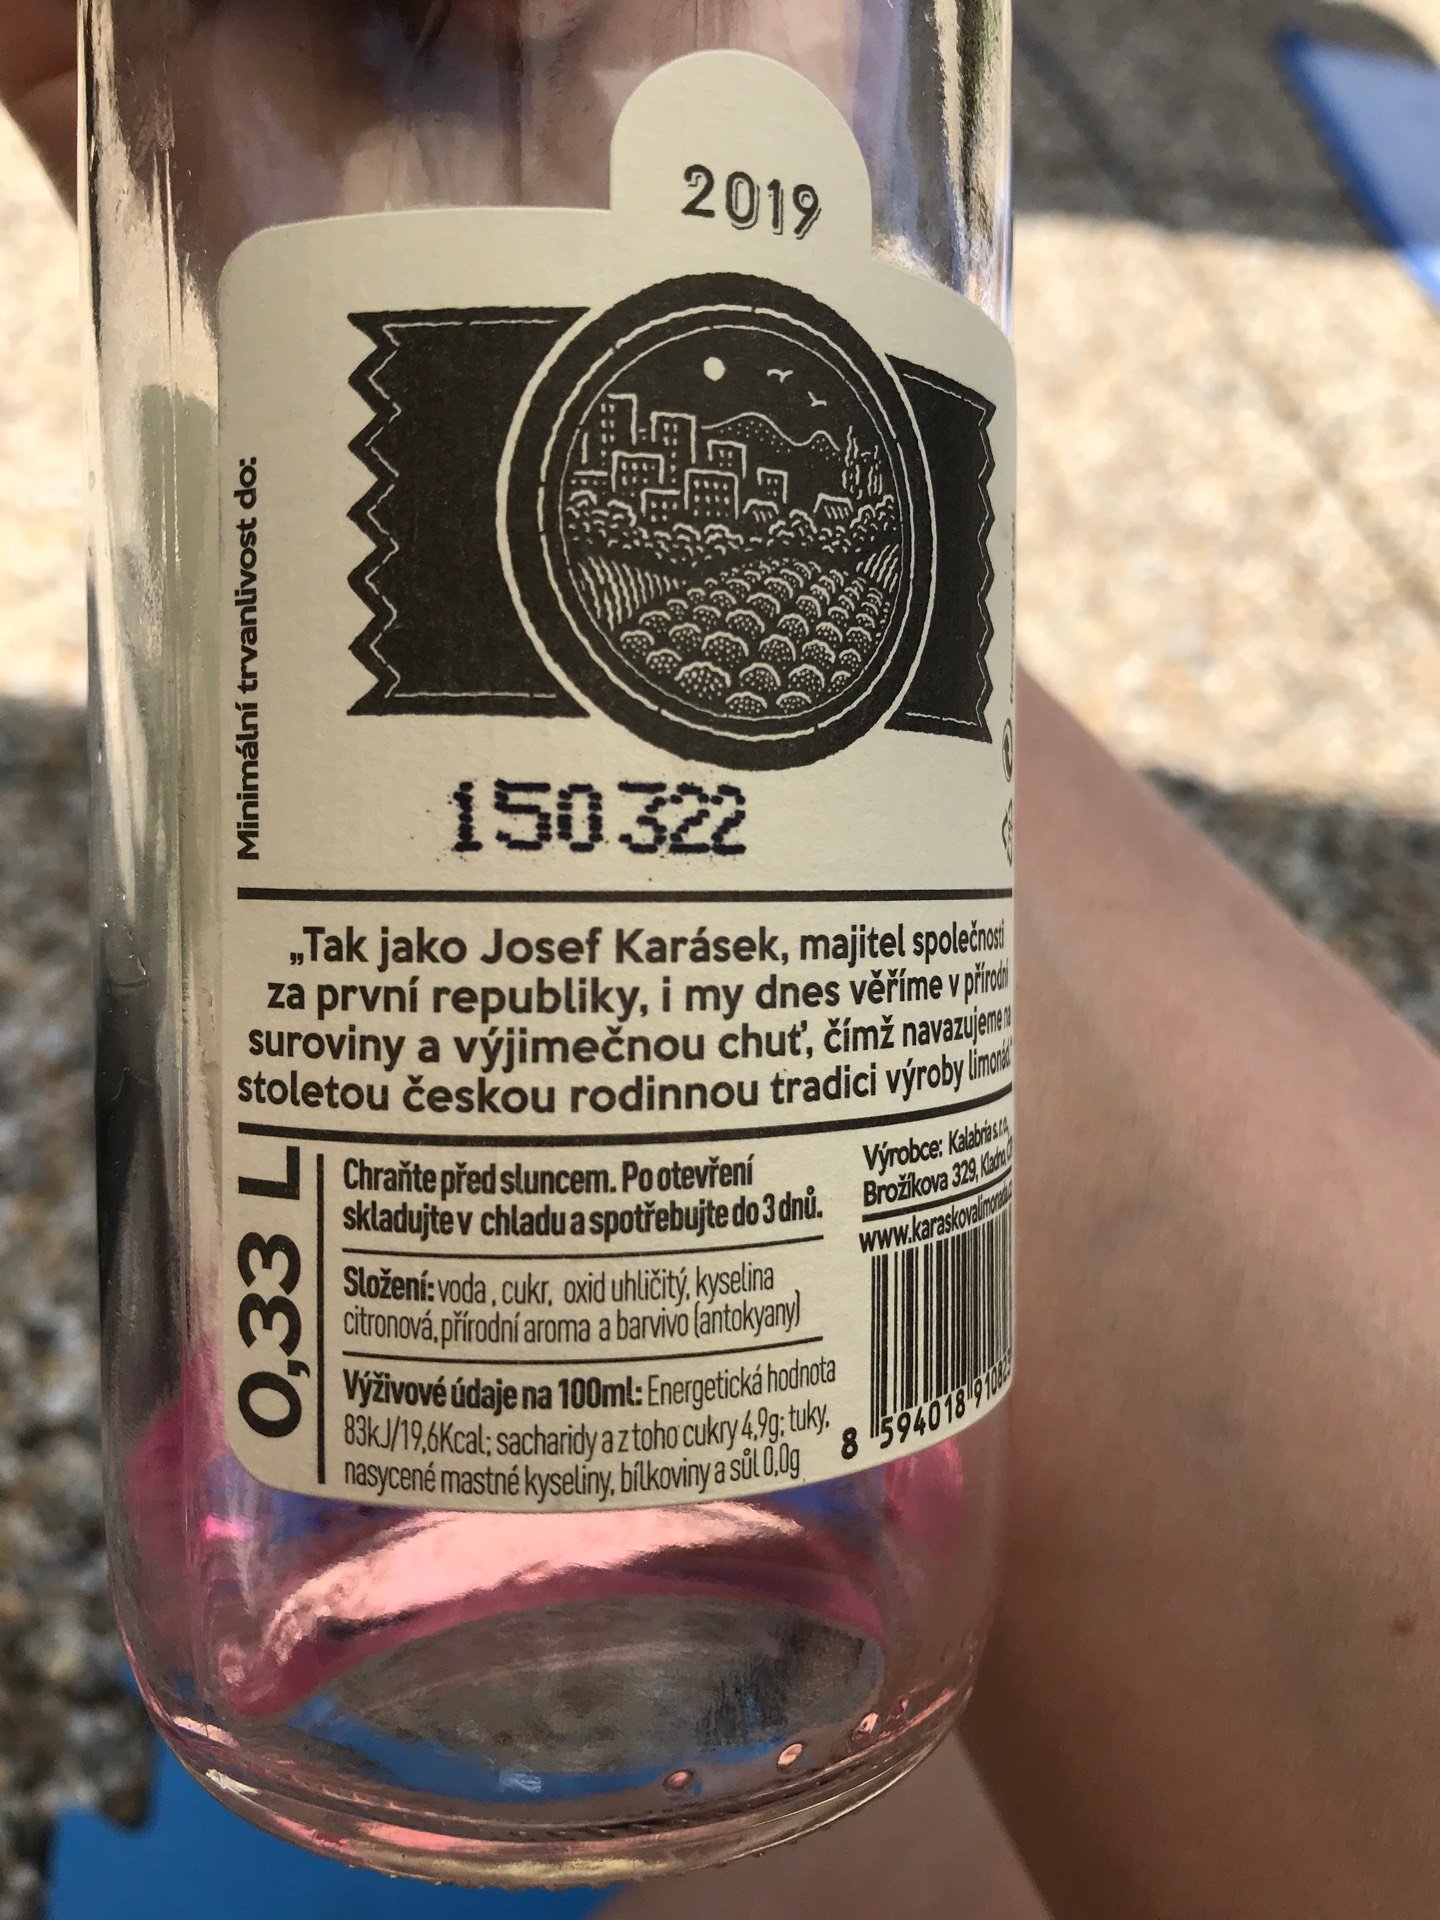 2019
Minimální trvanlivost do:
150322
„Tak jako Josef Karásek, majitel společnosti
za první republiky, i my dnes věříme v přírodní
suroviny a výjimečnou chuť, čímž navazujeme na
stoletou českou rodinnou tradici výroby limonád."
0,33 L
Chraňte před sluncem. Po otevření
skladujte v chladu a spotřebujte do 3 dnů.
Složení: voda , cukr, oxid uhličitý, kyselina
citronová, přírodní aroma a barvivo (antokyany)
Výživové údaje na 100ml: Energetická hodnota
83kJ/19,6Kcal; sacharidy a z toho cukry 4,9g; tuky,
nasycené mastné kyseliny, bílkoviny a sůl 0,0g
Výrobce: Kalabria s.r.o.,
Brožíkova 329, Kladno,
www.karaskovalimonada.
8 594018 91082